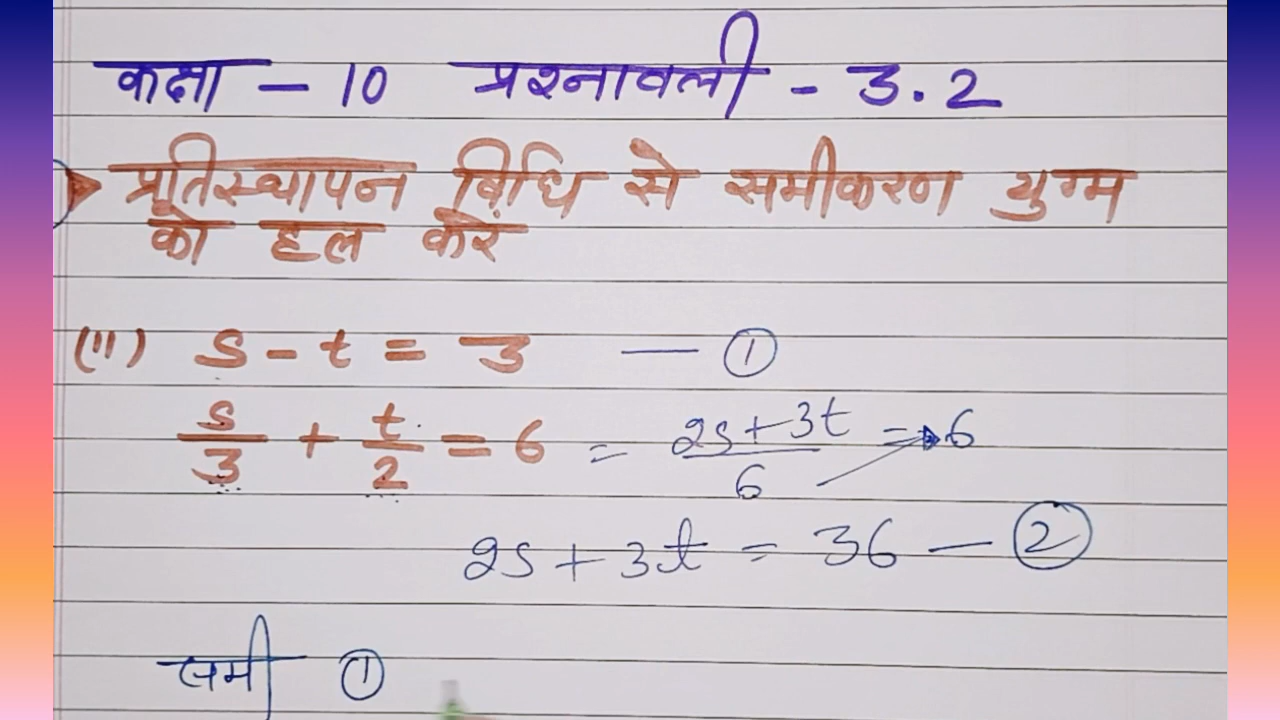 कक्षा - 10 प्रश्नावली - 3.2
प्रतिस्थापन विधि से समीकरण युग्म
को हल करें
(11) s - t = 3 — ①
s/3 + t/2 = 6 = (2s+3t)/6 = 6
2s + 3t = 36 — ②
समी ①